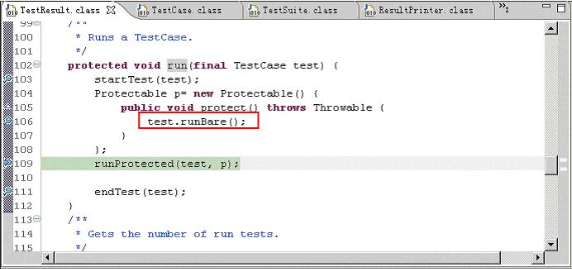 TestResult.class TestCase.class TestSuite.class ResultPrinter.class
99 /**
100 * Runs a TestCase.
101 */
102 protected void run(final TestCase test) {
103 startTest(test);
104 Protectable p= new Protectable() {
105 public void protect() throws Throwable {
106 test.runBare();
107 }
108 };
109 runProtected(test, p);
110
111 endTest(test);
112 }
113 /**
114 * Gets the number of run tests.
115 */